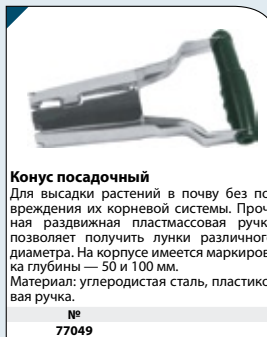 Конус посадочный
Для высадки растений в почву без по
вреждения их корневой системы. Проч
ная раздвижная пластмассовая ручк
позволяет получить лунки различног
диаметра. На корпусе имеется маркиров
ка глубины — 50 и 100 мм.
Материал: углеродистая сталь, пластико
вая ручка.
№
77049